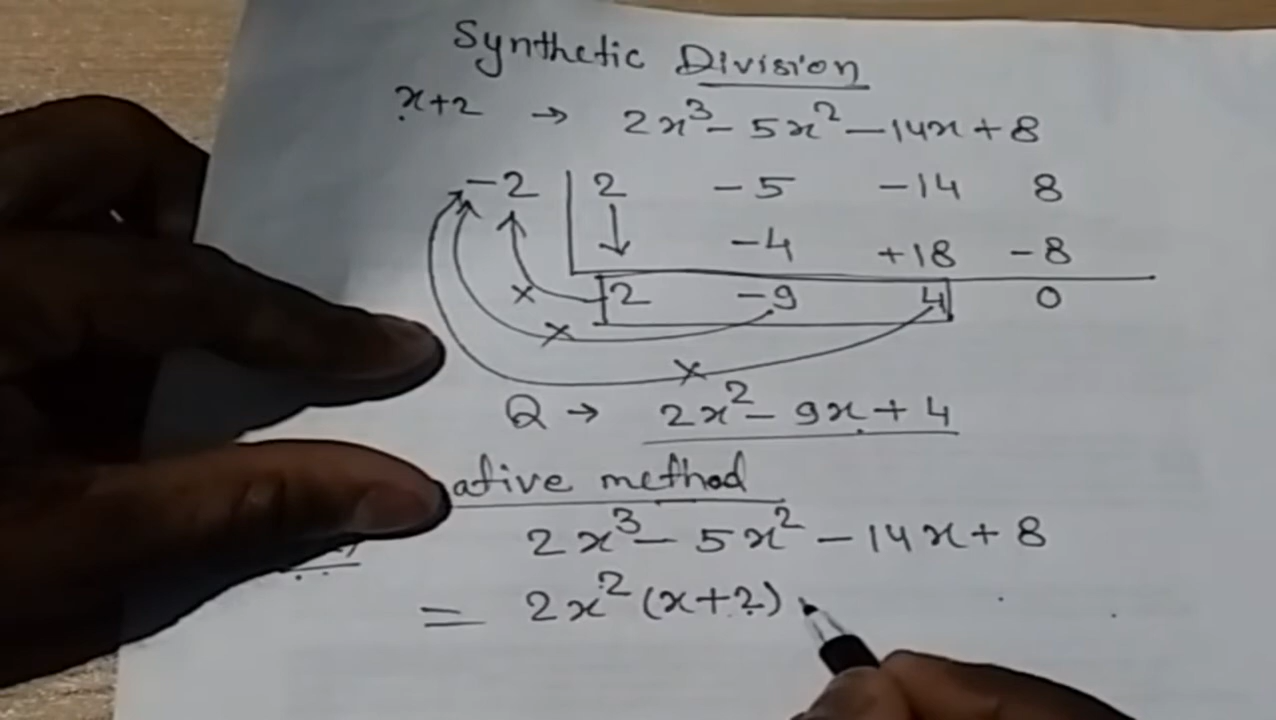 Synthetic Division
x+2 → 2x³ - 5x² - 14x + 8
-2 | 2 -5 -14 8
↓ -4 +18 -8
2 -9 4 0
Q → 2x² - 9x + 4
method
2x³ - 5x² - 14x + 8
= 2x² (x+2)